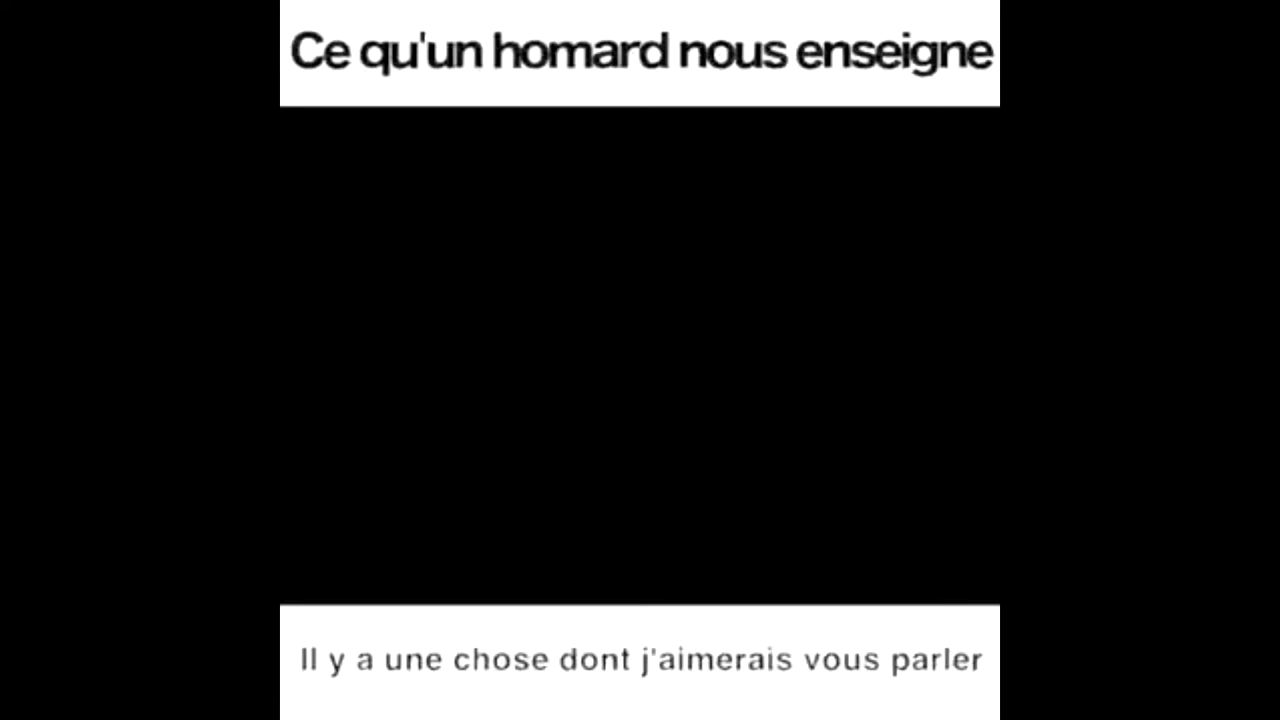 Ce qu'un homard nous enseigne
Il y a une chose dont j'aimerais vous parler